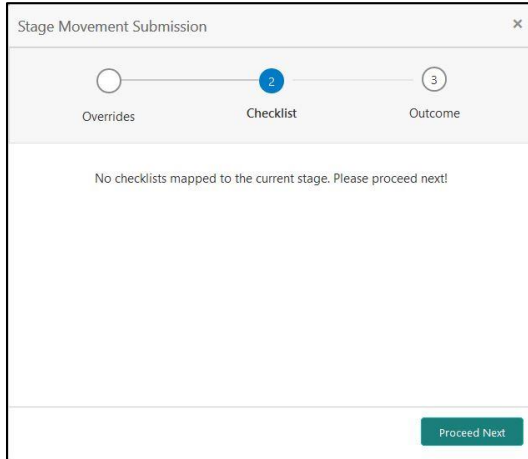 Stage Movement Submission
×
2
3
Overrides
Checklist
Outcome
No checklists mapped to the current stage. Please proceed next!
Proceed Next